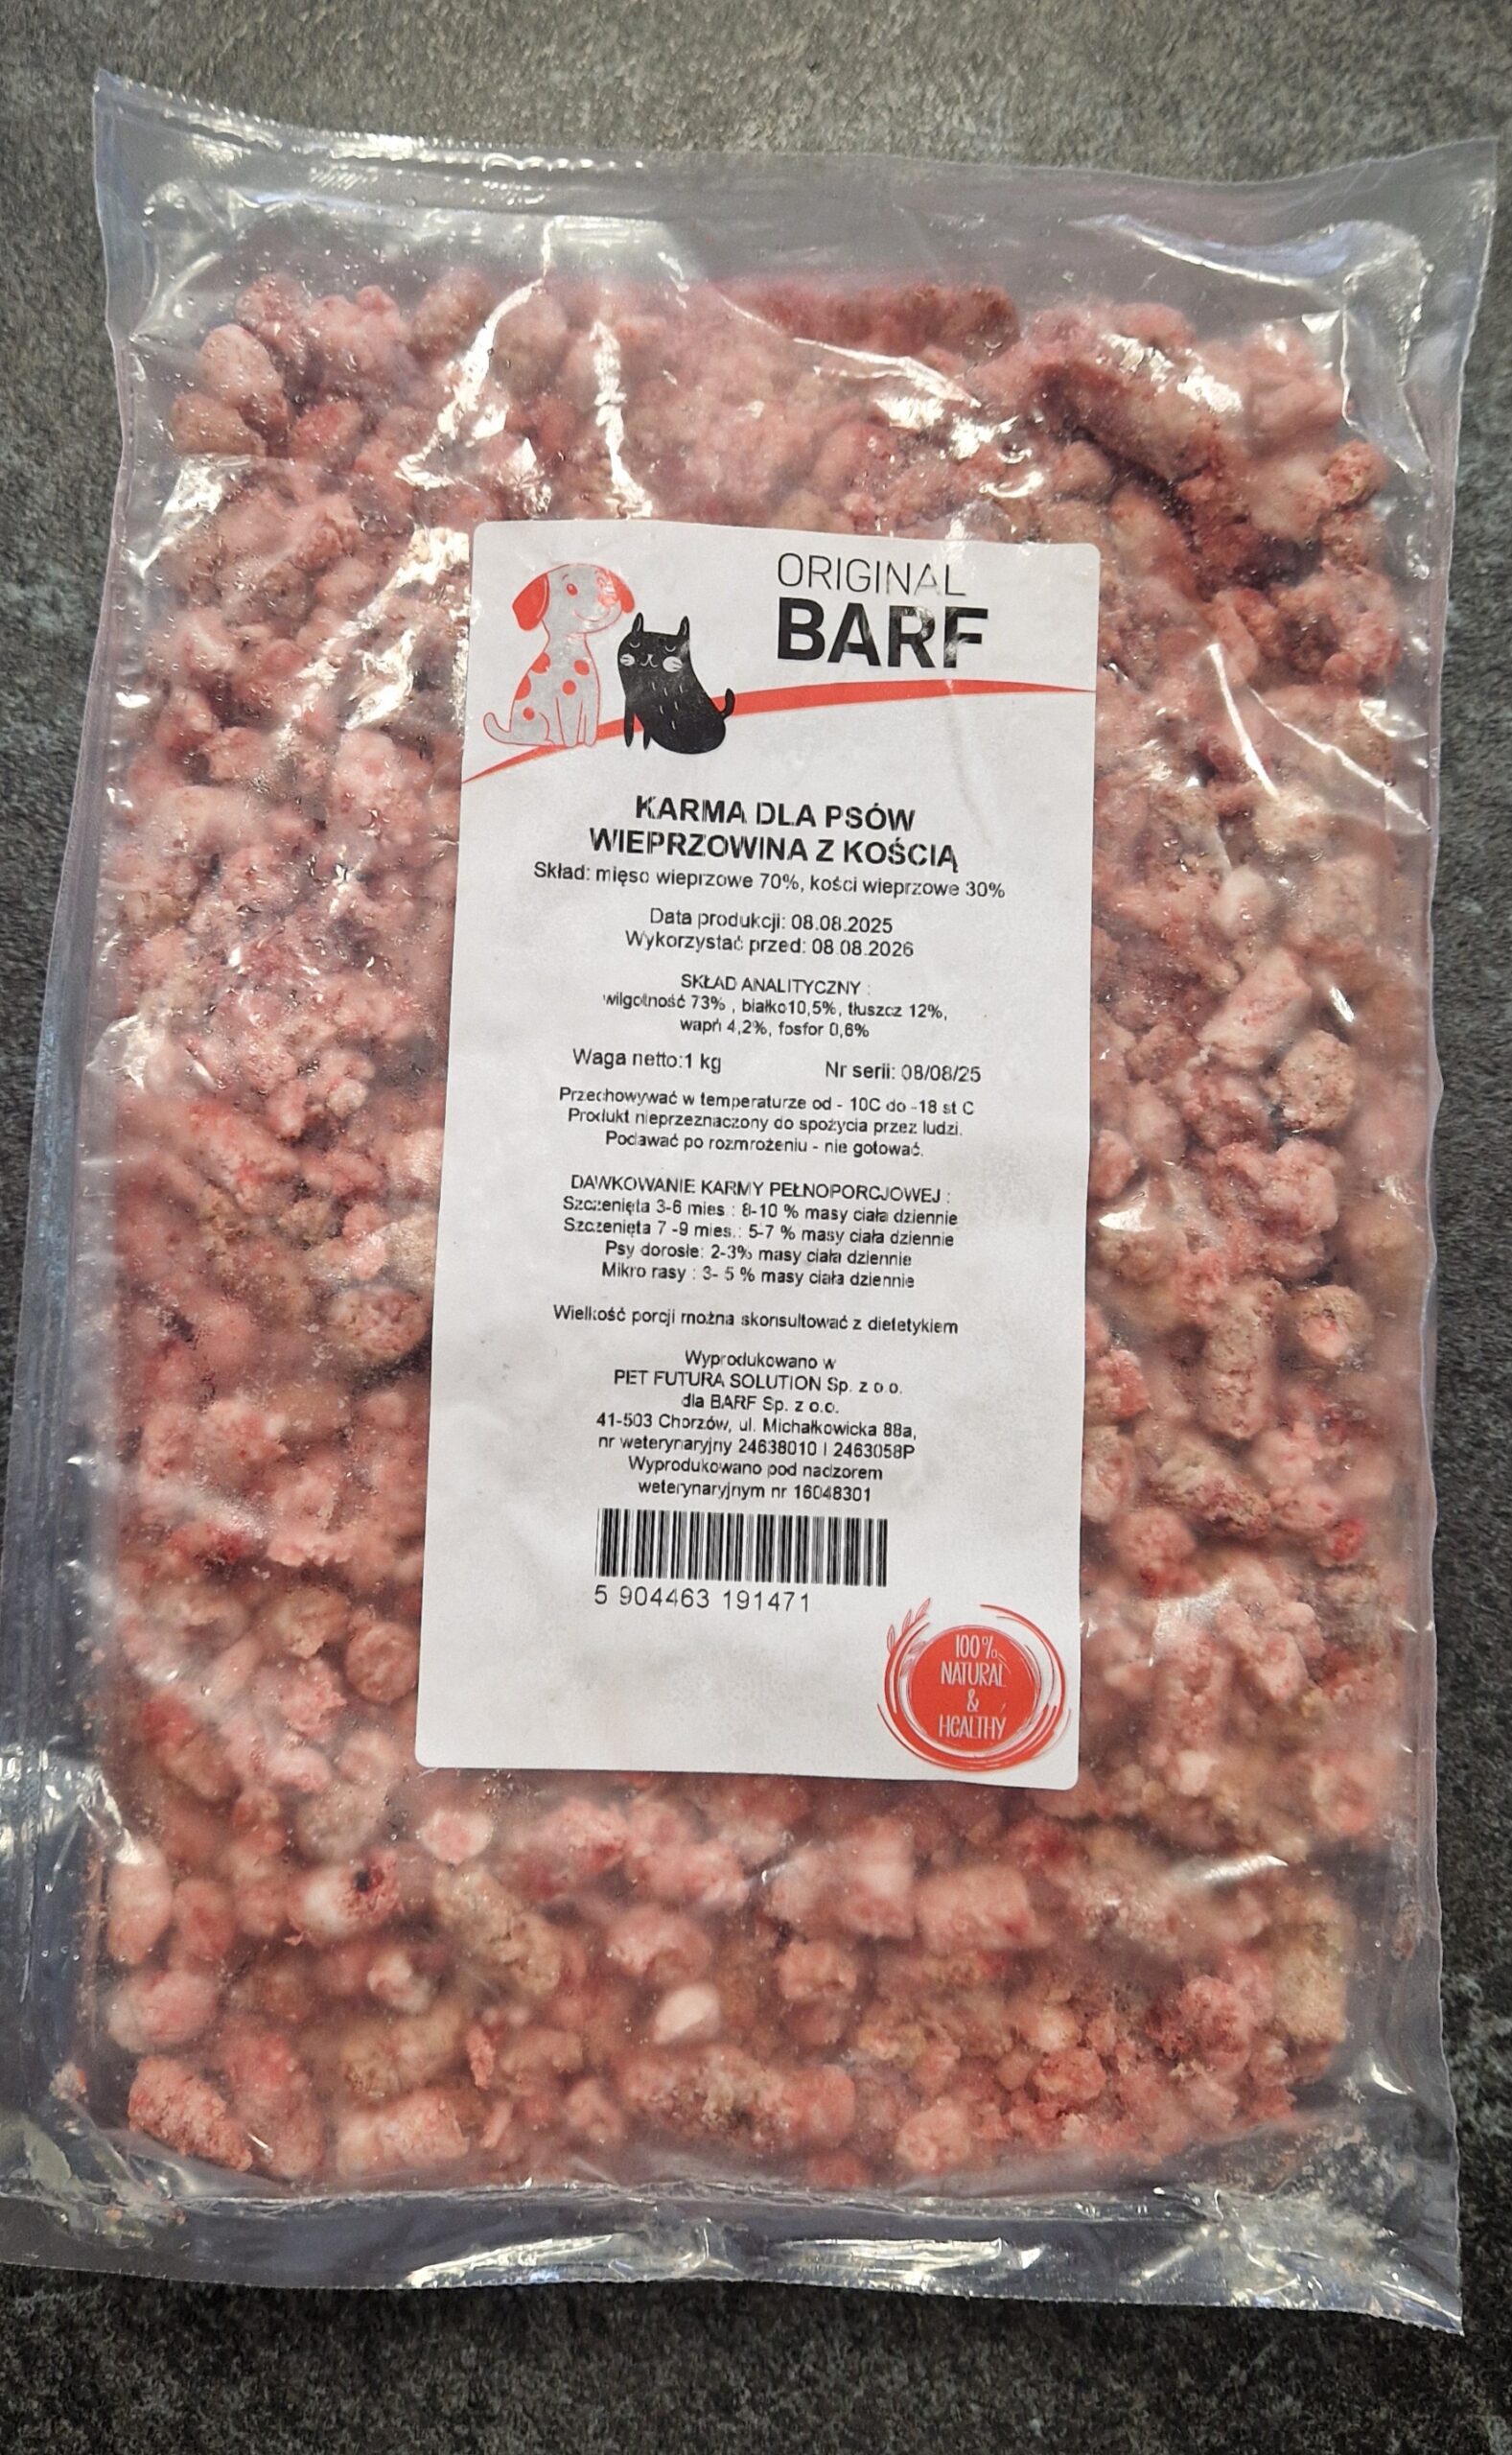 ORIGINAL
BARF
KARMA DLA PSÓW
WIEPRZOWINA Z KOŚCIĄ
Skład: mięso wieprzowe 70%, kości wieprzowe 30%
Data produkcji: 08.08.2025
Wykorzystać przed: 08.08.2026
SKŁAD ANALITYCZNY :
wilgotność 73% , białko10,5%, tłuszcz 12%,
wapń 4,2%, fosfor 0,6%
Waga netto:1 kg Nr serii: 08/08/25
Przechowywać w temperaturze od - 10C do -18 st C
Produkt nieprzeznaczony do spożycia przez ludzi.
Podawać po rozmrożeniu - nie gotować.
DAWKOWANIE KARMY PEŁNOPORCJOWEJ :
Szczenięta 3-6 mies : 8-10 % masy ciała dziennie
Szczenięta 7 -9 mies.: 5-7 % masy ciała dziennie
Psy dorosłe: 2-3% masy ciała dziennie
Mikro rasy : 3- 5 % masy ciała dziennie
Wielkość porcji można skonsultować z dietetykiem
Wyprodukowano w
PET FUTURA SOLUTION Sp. z o.o.
dla BARF Sp. z o.o.
41-503 Chorzów, ul. Michałkowicka 88a,
nr weterynaryjny 24638010 I 2463058P
Wyprodukowano pod nadzorem
weterynaryjnym nr 16048301
5 904463 191471
100%
NATURAL
&
HEALTHY